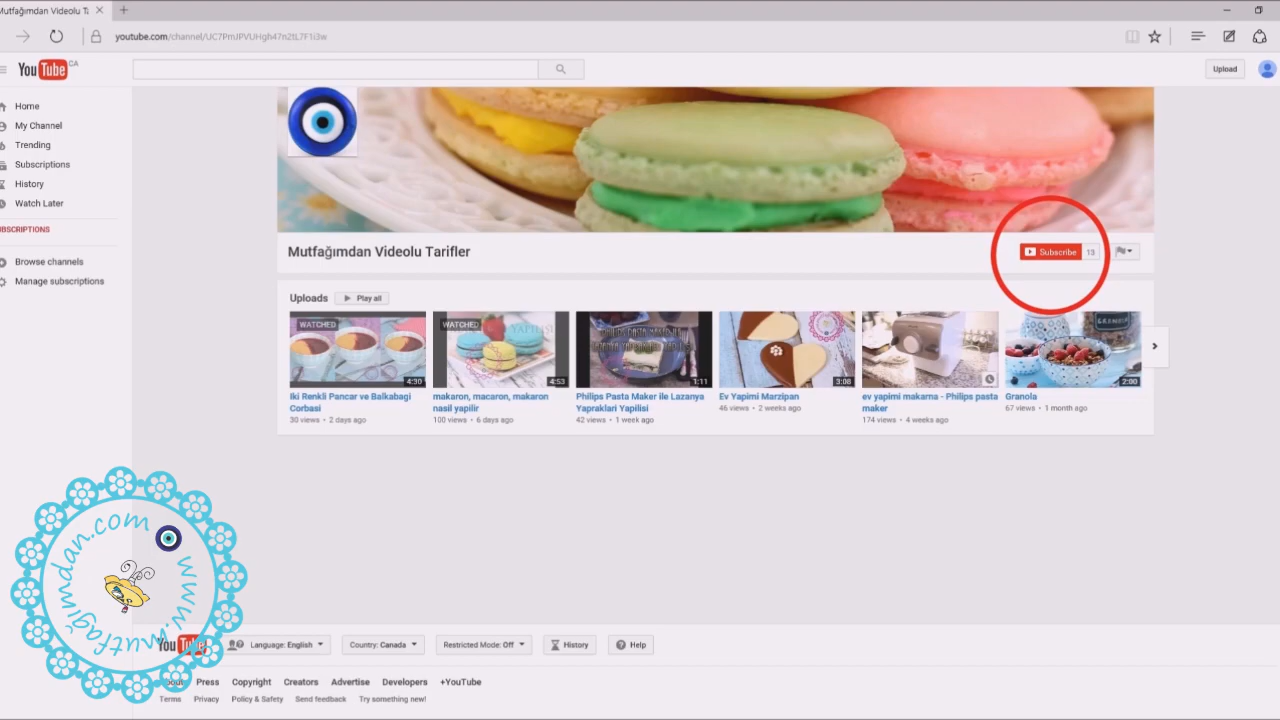 Mutfağımdan Videolu Ta
youtube.com/channel/UC7PmJPVUHgh47n2tL7F1i3w
YouTube CA
Upload
Home
My Channel
Trending
Subscriptions
History
Watch Later
BSCRIPTIONS
Browse channels
Manage subscriptions
Mutfağımdan Videolu Tarifler
Subscribe 13
Uploads Play all
WATCHED
4:30
Iki Renkli Pancar ve Balkabagi
Corbasi
30 views • 2 days ago
WATCHED
4:53
makaron, macaron, makaron
nasil yapilir
100 views • 6 days ago
1:11
Philips Pasta Maker ile Lazanya
Yapraklari Yapilisi
42 views • 1 week ago
3:08
Ev Yapimi Marzipan
46 views • 2 weeks ago
ev yapimi makarna - Philips pasta
maker
174 views • 4 weeks ago
GRANOLA
2:00
Granola
67 views • 1 month ago
www.mutfagimdan.com
YouTube
Language: English
Country: Canada
Restricted Mode: Off
History
Help
Press Copyright Creators Advertise Developers +YouTube
Terms Privacy Policy & Safety Send feedback Try something new!